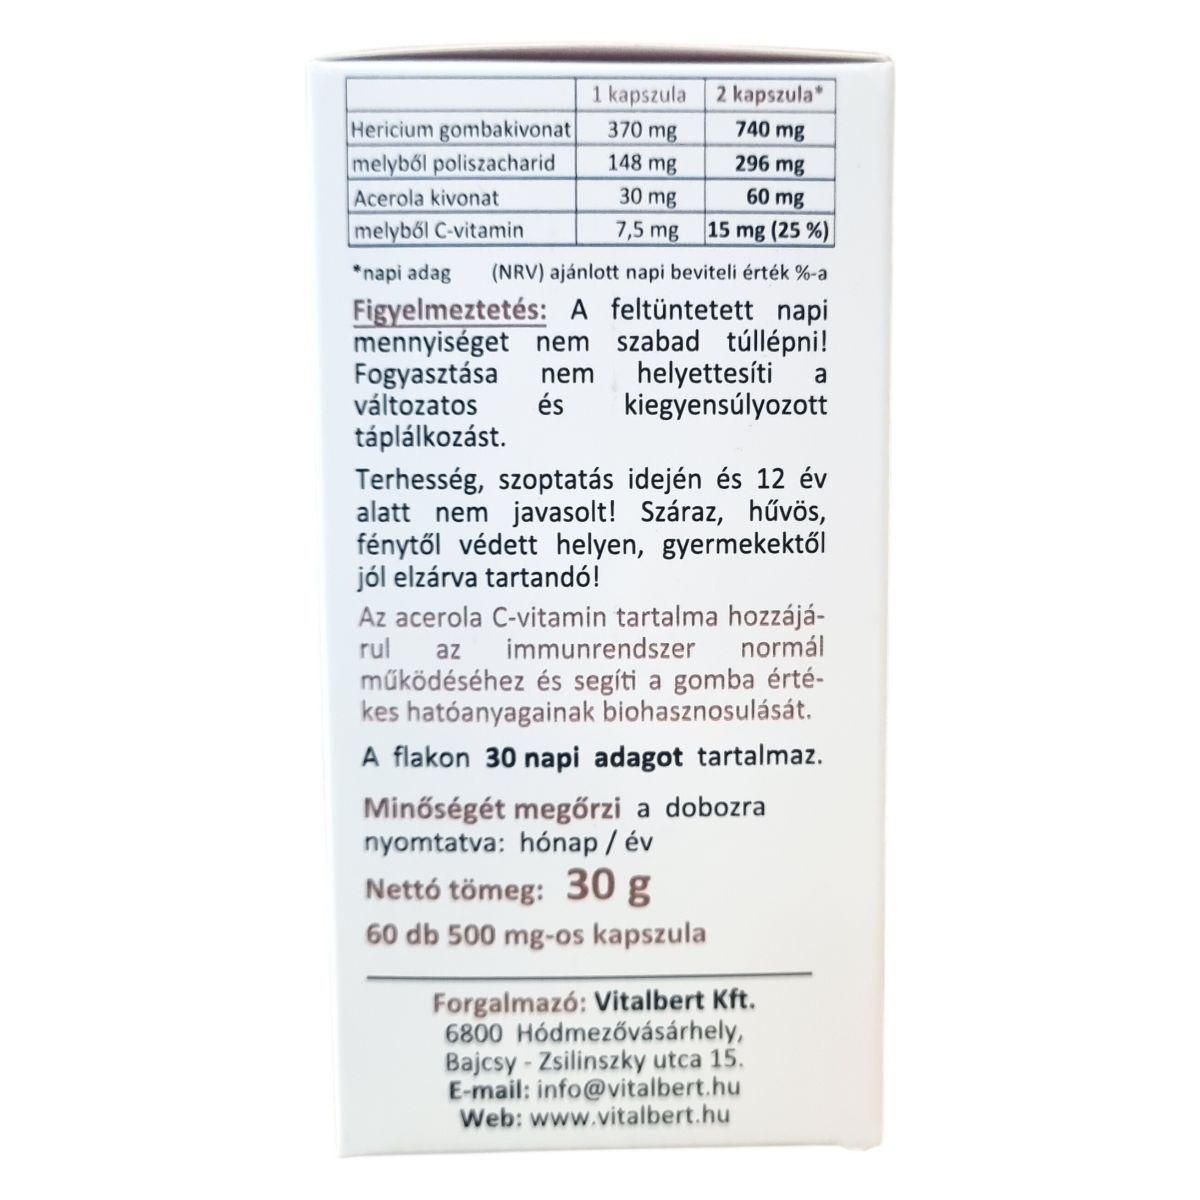 1 kapszula 2 kapszula*
Hericium gombakivonat 370 mg 740 mg
melyből poliszacharid 148 mg 296 mg
Acerola kivonat 30 mg 60 mg
melyből C-vitamin 7,5 mg 15 mg (25 %)
*napi adag (NRV) ajánlott napi beviteli érték %-a
Figyelmeztetés: A feltüntetett napi
mennyiséget nem szabad túllépni!
Fogyasztása nem helyettesíti a
változatos és kiegyensúlyozott
táplálkozást.
Terhesség, szoptatás idején és 12 év
alatt nem javasolt! Száraz, hűvös,
fénytől védett helyen, gyermekektől
jól elzárva tartandó!
Az acerola C-vitamin tartalma hozzájá-
rul az immunrendszer normál
működéséhez és segíti a gomba érté-
kes hatóanyagainak biohasznosulását.
A flakon 30 napi adagot tartalmaz.
Minőségét megőrzi a dobozra
nyomtatva: hónap / év
Nettó tömeg: 30 g
60 db 500 mg-os kapszula
Forgalmazó: Vitalbert Kft.
6800 Hódmezővásárhely,
Bajcsy - Zsilinszky utca 15.
E-mail: info@vitalbert.hu
Web: www.vitalbert.hu